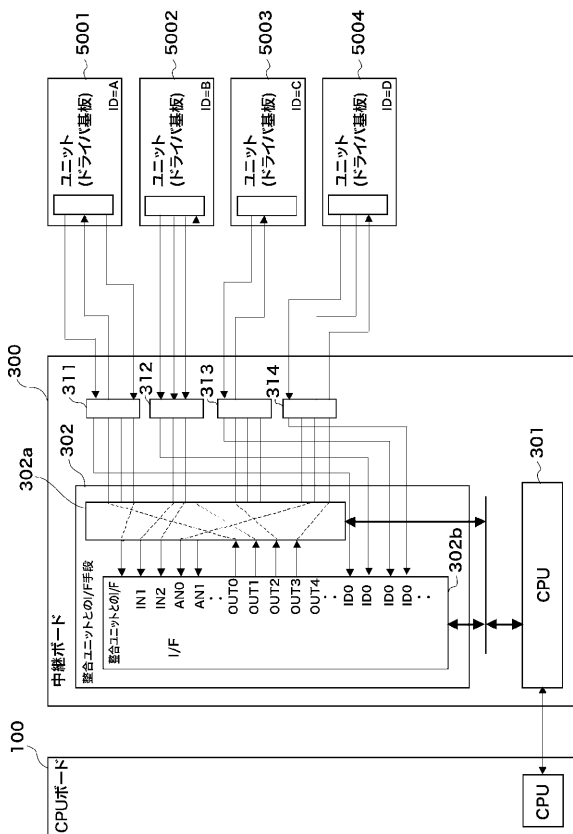 100
CPUボード
CPU
300
中継ボード
302
302a
整合ユニットとのI/F手段
整合ユニットとのI/F
I/F
IN1
IN2
AN0
AN1
・・
OUT0
OUT1
OUT2
OUT3
OUT4
・・
ID0
ID0
ID0
ID0
・・
302b
301
CPU
311
312
313
314
5001
ユニット
(ドライバ基板)
ID=A
5002
ユニット
(ドライバ基板)
ID=B
5003
ユニット
(ドライバ基板)
ID=C
5004
ユニット
(ドライバ基板)
ID=D